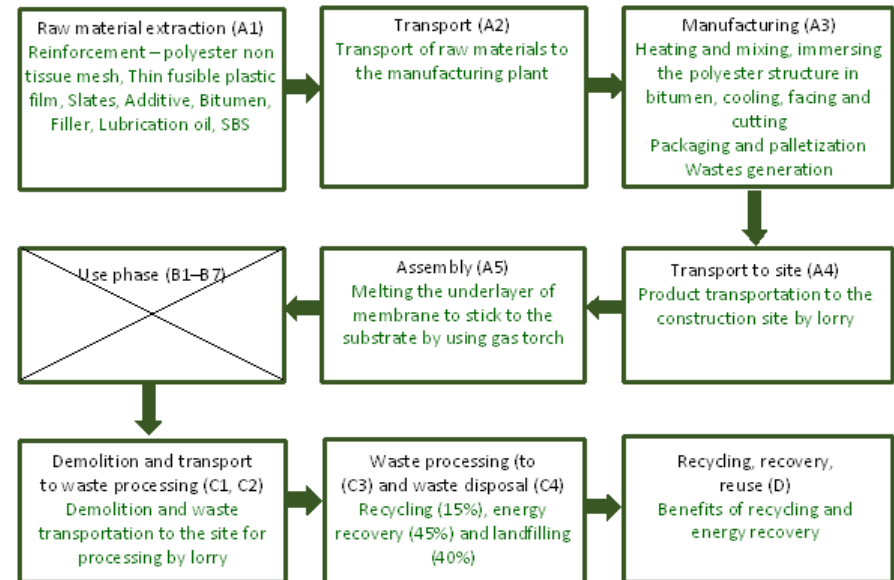 Raw material extraction (A1)
Reinforcement – polyester non
tissue mesh, Thin fusible plastic
film, Slates, Additive, Bitumen,
Filler, Lubrication oil, SBS
Transport (A2)
Transport of raw materials to
the manufacturing plant
Manufacturing (A3)
Heating and mixing, immersing
the polyester structure in
bitumen, cooling, facing and
cutting
Packaging and palletization
Wastes generation
Use phase (B1–B7)
Assembly (A5)
Melting the underlayer of
membrane to stick to the
substrate by using gas torch
Transport to site (A4)
Product transportation to the
construction site by lorry
Demolition and transport
to waste processing (C1, C2)
Demolition and waste
transportation to the site for
processing by lorry
Waste processing (to
(C3) and waste disposal (C4)
Recycling (15%), energy
recovery (45%) and landfilling
(40%)
Recycling, recovery,
reuse (D)
Benefits of recycling and
energy recovery